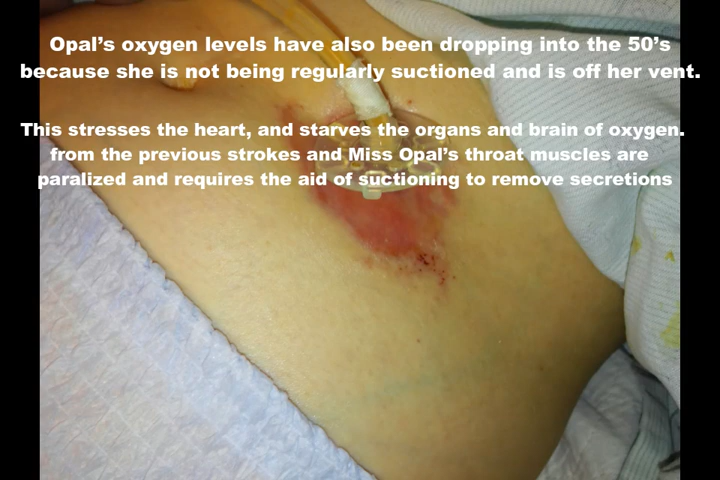 Opal's oxygen levels have also been dropping into the 50's
because she is not being regularly suctioned and is off her vent.
This stresses the heart, and starves the organs and brain of oxygen.
from the previous strokes and Miss Opal's throat muscles are
paralized and requires the aid of suctioning to remove secretions